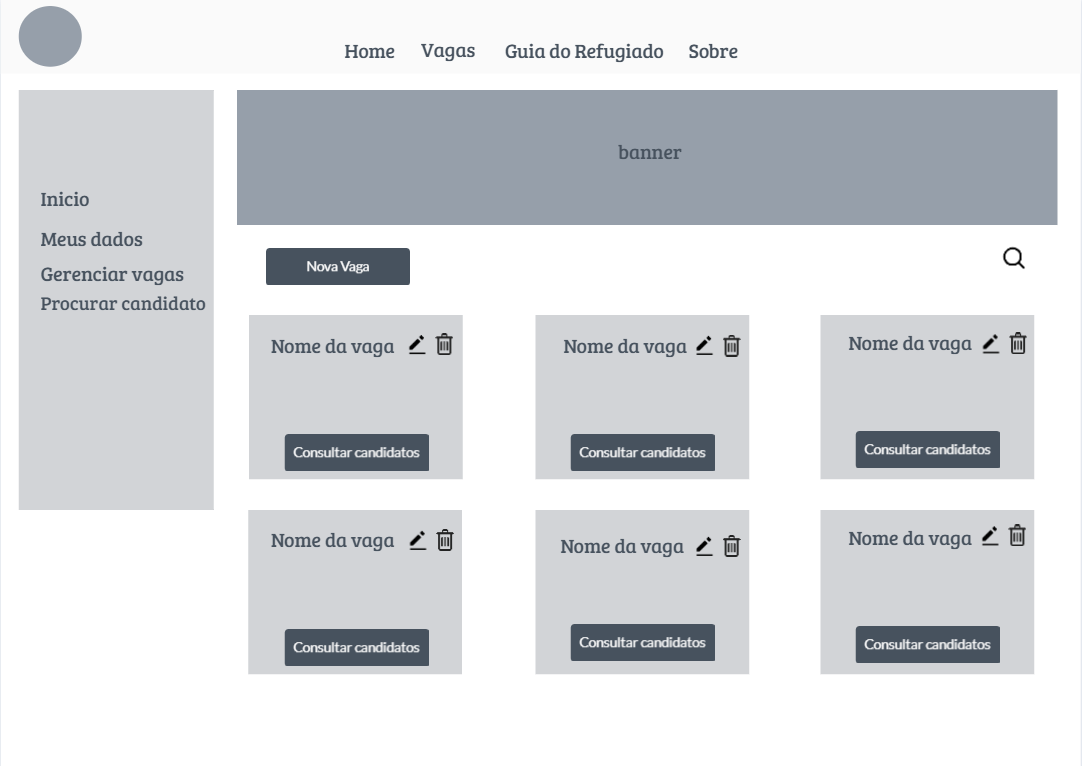 Home
Vagas
Guia do Refugiado
Sobre
Inicio
Meus dados
Gerenciar vagas
Procurar candidato
banner
Nova Vaga
Nome da vaga
Consultar candidatos
Nome da vaga
Consultar candidatos
Nome da vaga
Consultar candidatos
Nome da vaga
Consultar candidatos
Nome da vaga
Consultar candidatos
Nome da vaga
Consultar candidatos